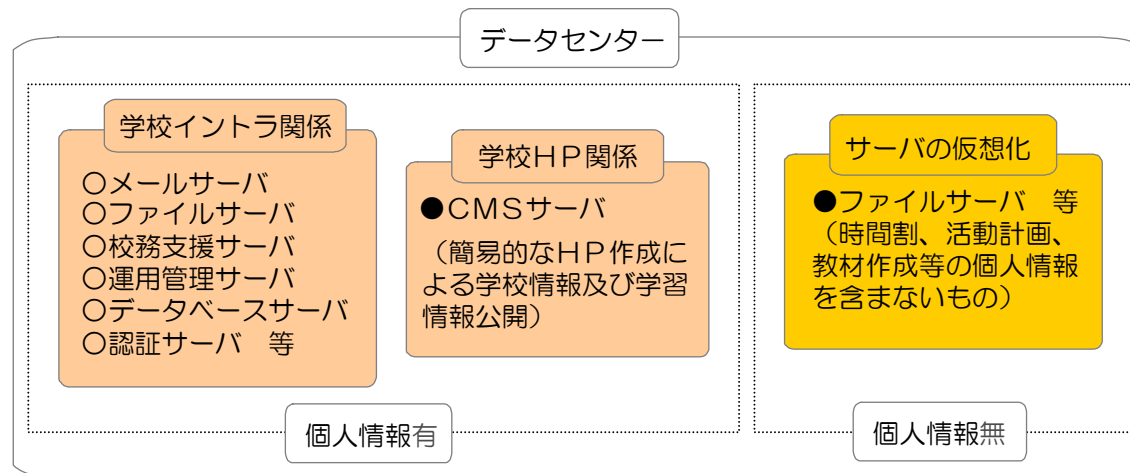 データセンター
学校イントラ関係
○メールサーバ
○ファイルサーバ
○校務支援サーバ
○運用管理サーバ
○データベースサーバ
○認証サーバ　等
学校ＨＰ関係
●ＣＭＳサーバ
（簡易的なＨＰ作成に
よる学校情報及び学習
情報公開）
個人情報有
サーバの仮想化
●ファイルサーバ　等
（時間割、活動計画、
教材作成等の個人情報
を含まないもの）
個人情報無